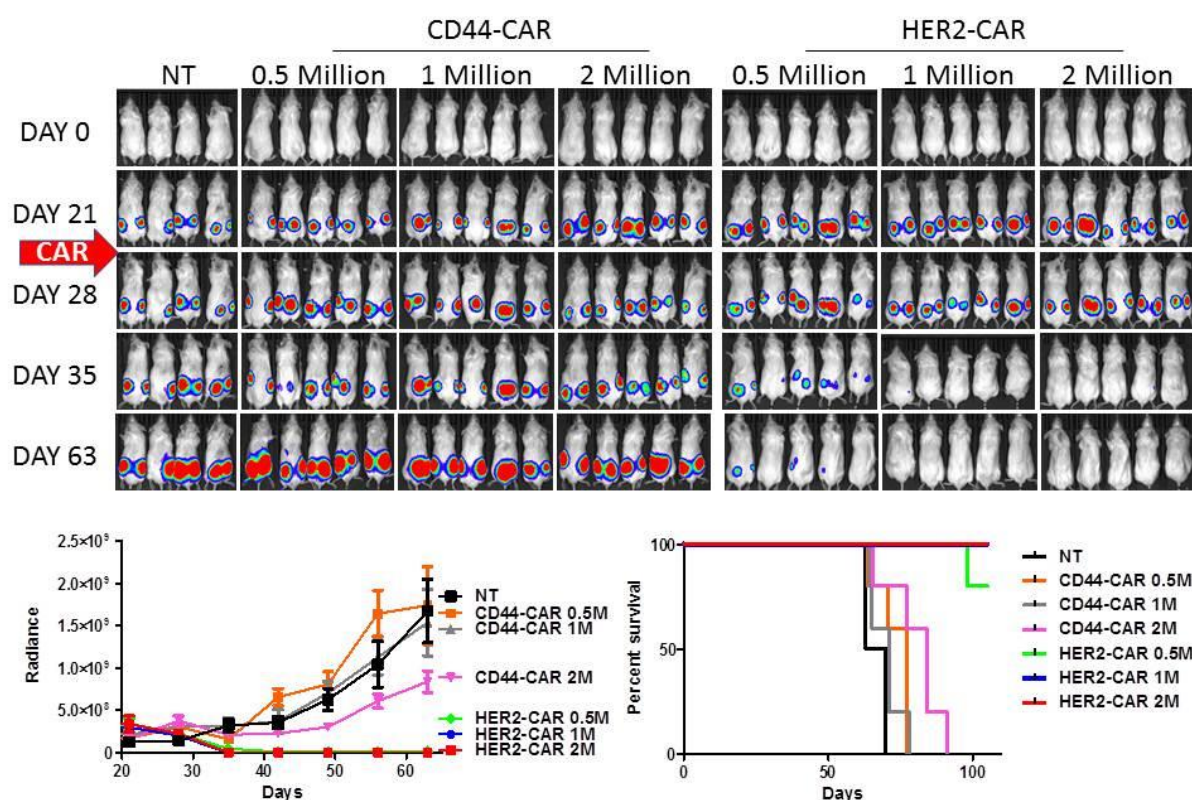 CD44-CAR HER2-CAR
NT 0.5 Million 1 Million 2 Million 0.5 Million 1 Million 2 Million
DAY 0
DAY 21
CAR
DAY 28
DAY 35
DAY 63
2.5×10⁹
2.0×10⁹
1.5×10⁹
1.0×10⁹
5.0×10⁸
0
Radiance
20 30 40 50 60
Days
NT
CD44-CAR 0.5M
CD44-CAR 1M
CD44-CAR 2M
HER2-CAR 0.5M
HER2-CAR 1M
HER2-CAR 2M
100
50
0
Percent survival
0 50 100
Days
NT
CD44-CAR 0.5M
CD44-CAR 1M
CD44-CAR 2M
HER2-CAR 0.5M
HER2-CAR 1M
HER2-CAR 2M